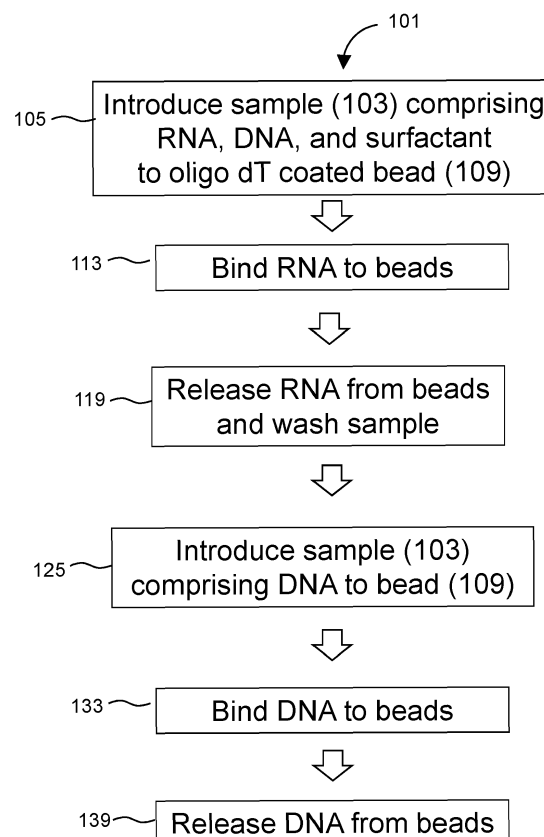 101
105
Introduce sample (103) comprising
RNA, DNA, and surfactant
to oligo dT coated bead (109)
113
Bind RNA to beads
119
Release RNA from beads
and wash sample
125
Introduce sample (103)
comprising DNA to bead (109)
133
Bind DNA to beads
139
Release DNA from beads